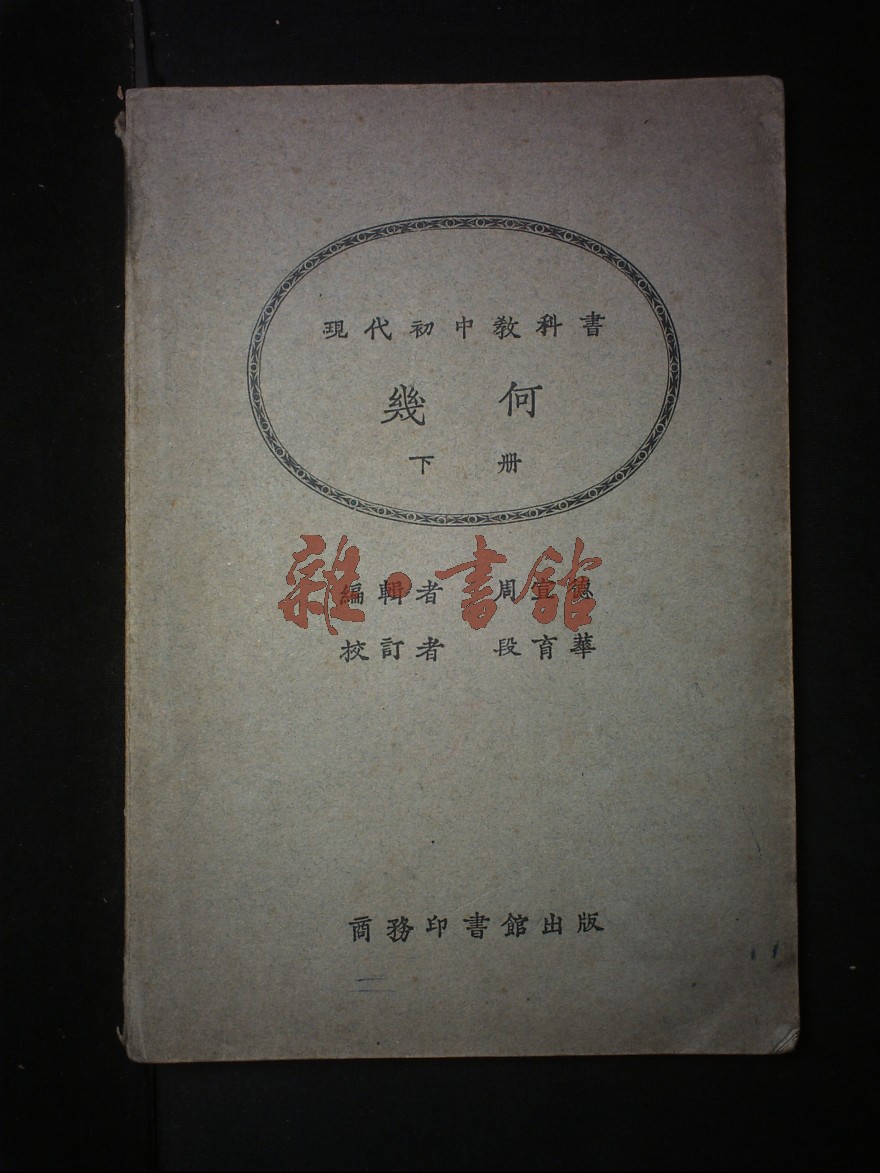 現代初中教科書
幾何
下册
編輯者 周宣德
校訂者 段育華
雜·書館
商務印書館出版